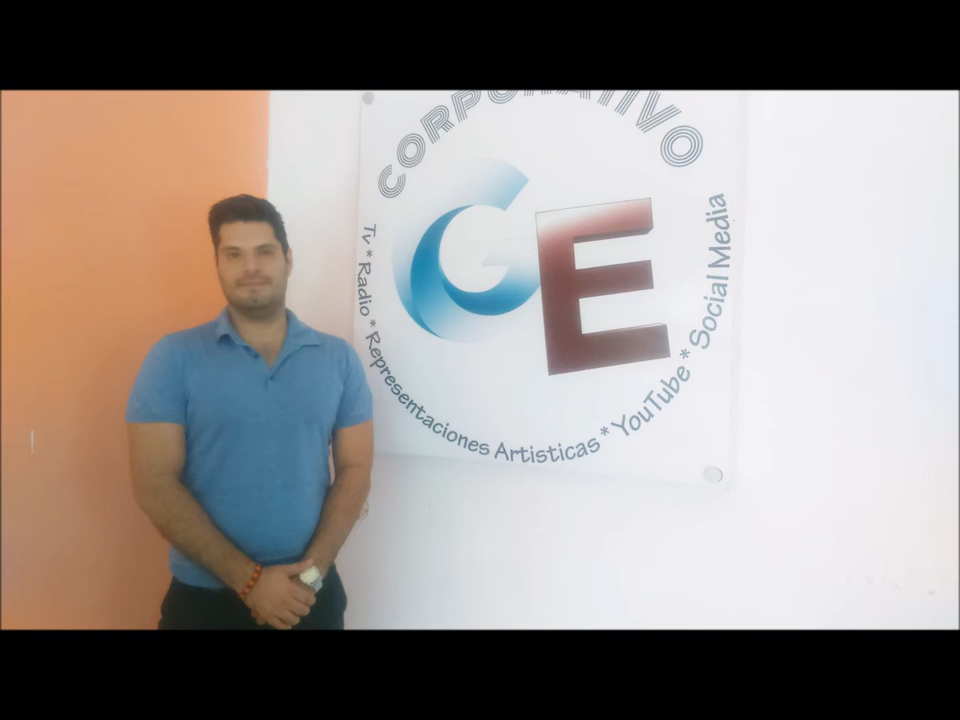 CORPORATIVO
GE
Tv * Radio * Representaciones Artisticas * YouTube * Social Media